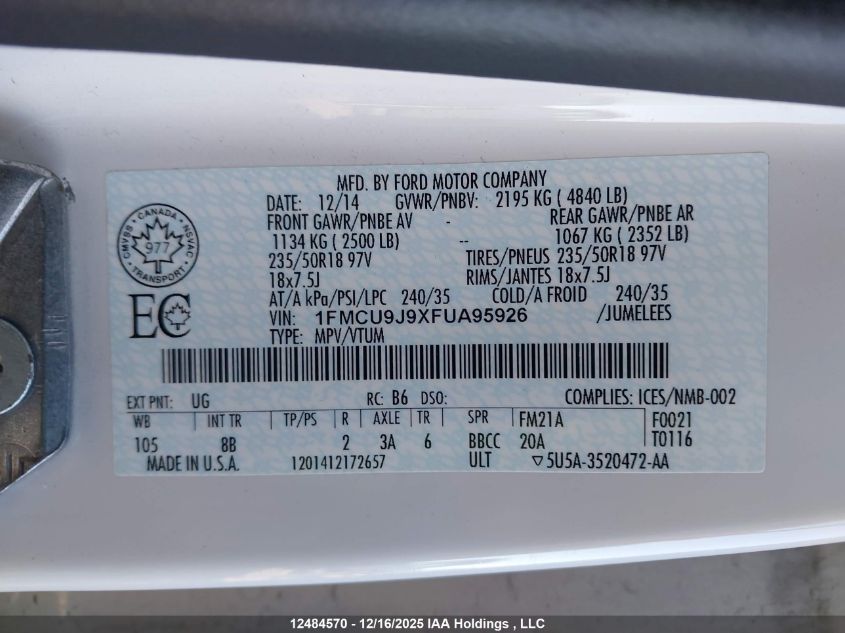 MFD. BY FORD MOTOR COMPANY
DATE: 12/14 GVWR/PNBV: 2195 KG ( 4840 LB)
FRONT GAWR/PNBE AV - REAR GAWR/PNBE AR
1134 KG ( 2500 LB) -- 1067 KG ( 2352 LB)
235/50R18 97V TIRES/PNEUS 235/50R18 97V
18x7.5J RIMS/JANTES 18x7.5J
AT/A kPa/PSI/LPC 240/35 COLD/A FROID 240/35
VIN: 1FMCU9J9XFUA95926 /JUMELEES
TYPE: MPV/VTUM
CANADA
CMVSS NSVAC
977
TRANSPORT
EC
EXT PNT: UG RC: B6 DSO: COMPLIES: ICES/NMB-002
WB INT TR TP/PS R AXLE TR SPR FM21A F0021
105 8B 2 3A 6 BBCC 20A T0116
MADE IN U.S.A. 1201412172657 ULT ▽5U5A-3520472-AA
12484570 - 12/16/2025 IAA Holdings , LLC